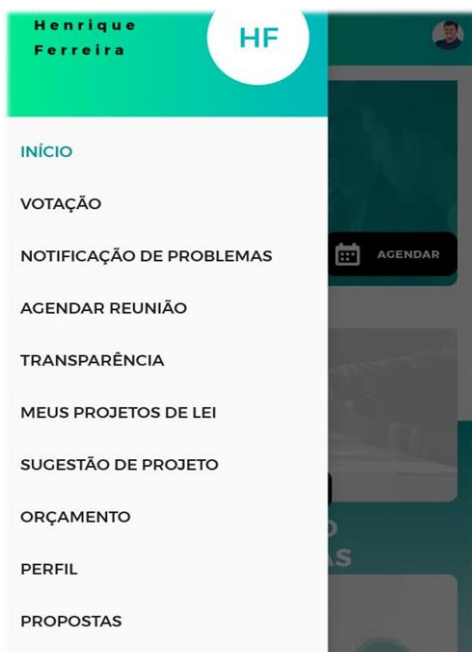 Henrique
Ferreira
HF
INÍCIO
VOTAÇÃO
NOTIFICAÇÃO DE PROBLEMAS
AGENDAR
AGENDAR REUNIÃO
TRANSPARÊNCIA
MEUS PROJETOS DE LEI
SUGESTÃO DE PROJETO
ORÇAMENTO
PERFIL
PROPOSTAS